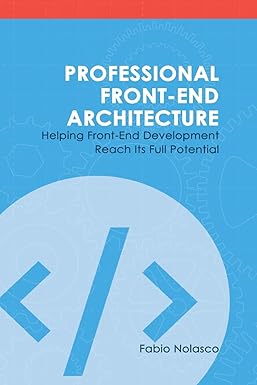 PROFESSIONAL
FRONT-END
ARCHITECTURE
Helping Front-End Development
Reach Its Full Potential
</>
Fabio Nolasco